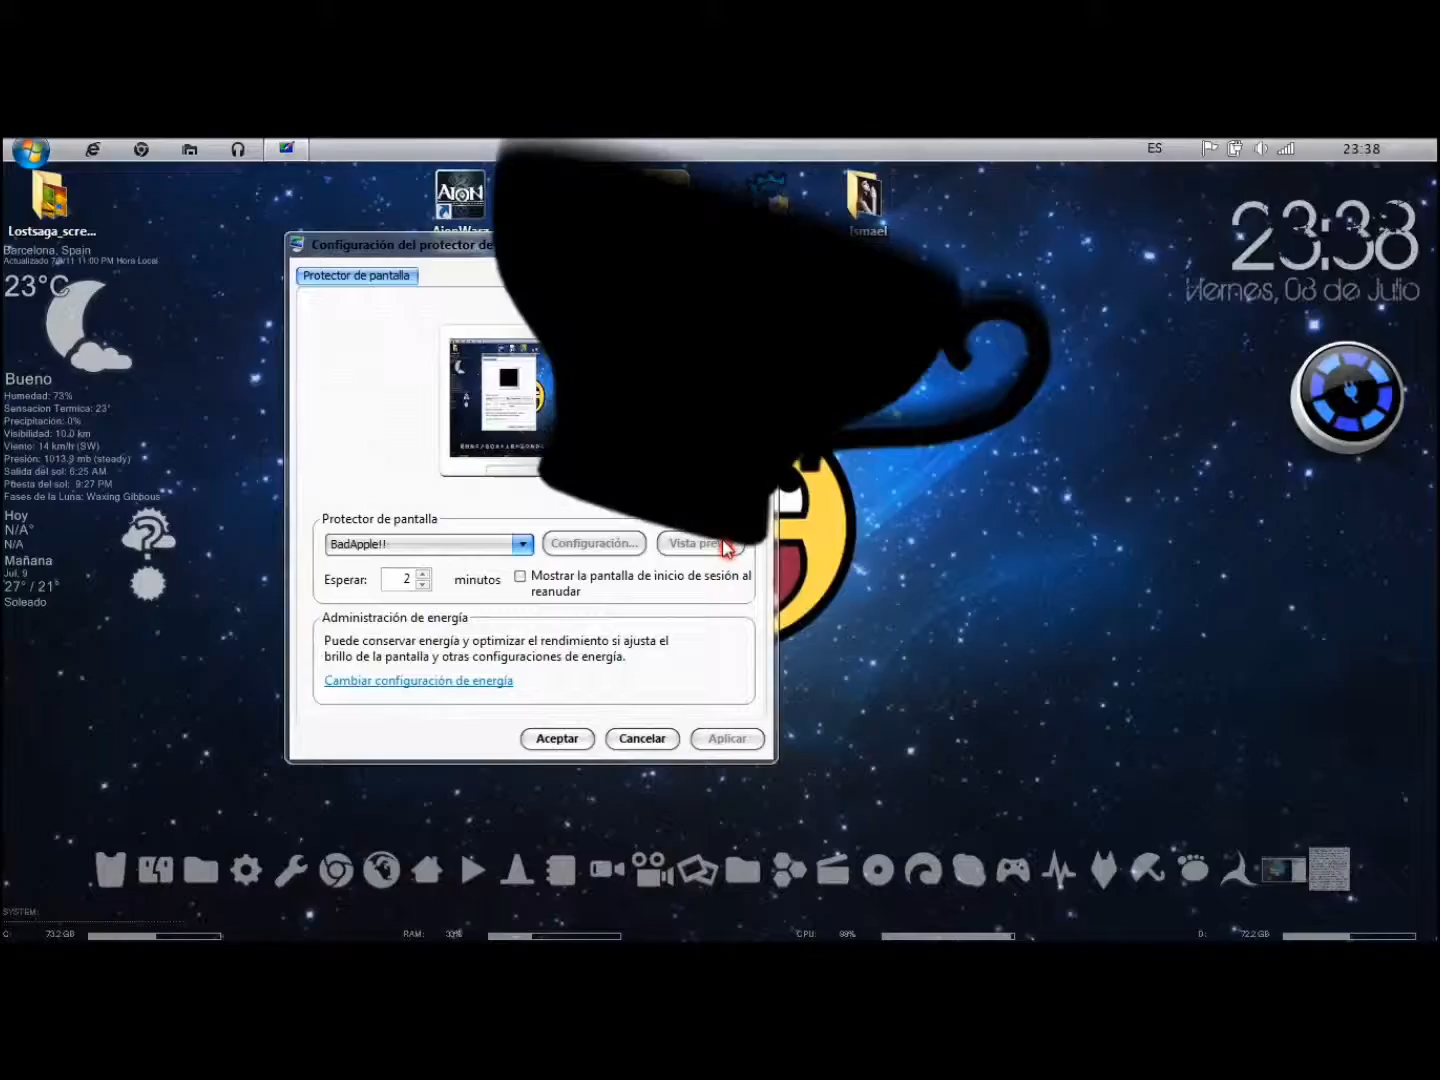 ES
23:38
AION
Lostsaga_scre...
Ismael
Barcelona, Spain
Actualizado 7/8/11 11:00 PM Hora Local
23°C
23:38
Viernes, 08 de Julio
Configuración del protector de
Protector de pantalla
Bueno
Humedad: 73%
Sensacion Termica: 23°
Precipitación: 0%
Visibilidad: 10.0 km
Viento: 14 km/h (SW)
Presión: 1013.9 mb (steady)
Salida del sol: 6:25 AM
Puesta del sol: 9:27 PM
Fases de la Luna: Waxing Gibbous
Hoy
N/A°
N/A
Mañana
Jul, 9
27° / 21°
Soleado
Protector de pantalla
BadApple!!
Configuración...
Vista pre
Esperar:
2
minutos
Mostrar la pantalla de inicio de sesión al
reanudar
Administración de energía
Puede conservar energía y optimizar el rendimiento si ajusta el
brillo de la pantalla y otras configuraciones de energía.
Cambiar configuración de energía
Aceptar
Cancelar
Aplicar
SYSTEM:
C:
73.2 GB
RAM:
CPU:
D:
72.2 GB